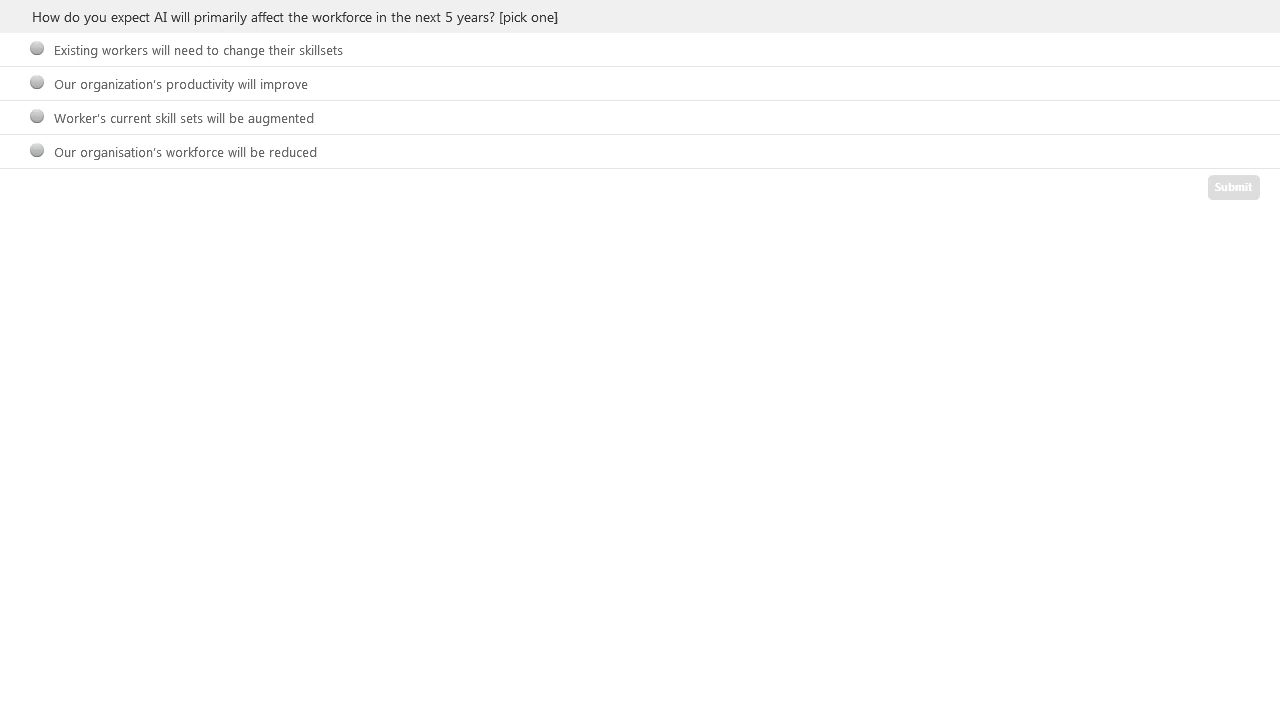 How do you expect AI will primarily affect the workforce in the next 5 years? [pick one]
Existing workers will need to change their skillsets
Our organization's productivity will improve
Worker's current skill sets will be augmented
Our organisation's workforce will be reduced
Submit